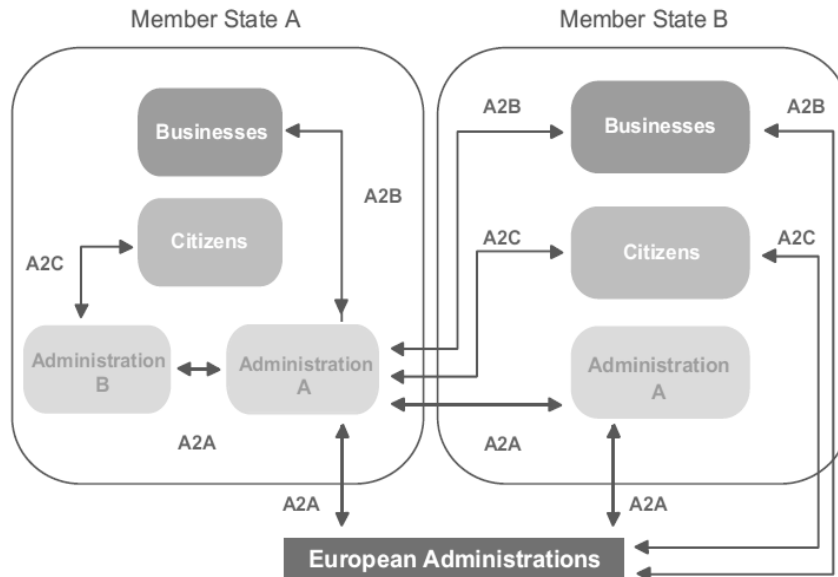 Member State A
Member State B
A2B
A2B
Businesses
Businesses
A2B
Citizens
A2C
A2C
Citizens
A2C
Administration
B
Administration
A
Administration
A
A2A
A2A
A2A
A2A
European Administrations